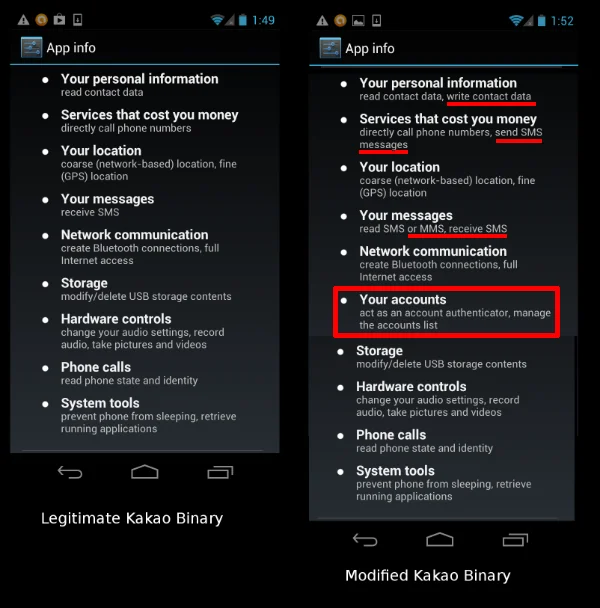 1:49
App info
Your personal information
read contact data
Services that cost you money
directly call phone numbers
Your location
coarse (network-based) location, fine
(GPS) location
Your messages
receive SMS
Network communication
create Bluetooth connections, full
Internet access
Storage
modify/delete USB storage contents
Hardware controls
change your audio settings, record
audio, take pictures and videos
Phone calls
read phone state and identity
System tools
prevent phone from sleeping, retrieve
running applications
Legitimate Kakao Binary
1:52
App info
Your personal information
read contact data, write contact data
Services that cost you money
directly call phone numbers, send SMS
messages
Your location
coarse (network-based) location, fine
(GPS) location
Your messages
read SMS or MMS, receive SMS
Network communication
create Bluetooth connections, full
Internet access
Your accounts
act as an account authenticator, manage
the accounts list
Storage
modify/delete USB storage contents
Hardware controls
change your audio settings, record
audio, take pictures and videos
Phone calls
read phone state and identity
System tools
prevent phone from sleeping, retrieve
running applications
Modified Kakao Binary